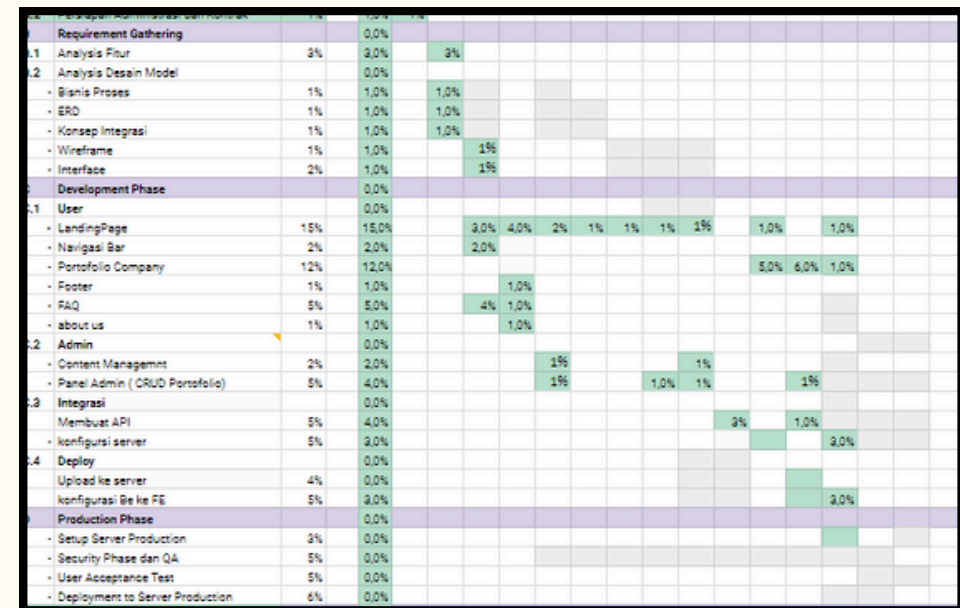 Persiapan Administrasi dan Kontrak 1% 1,0% 1%
Requirement Gathering 0,0%
.1 Analysis Fitur 3% 3,0% 3%
.2 Analysis Desain Model 0,0%
- Bisnis Proses 1% 1,0% 1,0%
- ERD 1% 1,0% 1,0%
- Konsep Integrasi 1% 1,0% 1,0%
- Wireframe 1% 1,0% 1%
- Interface 2% 1,0% 1%
Development Phase 0,0%
.1 User 0,0%
- LandingPage 15% 15,0% 3,0% 4,0% 2% 1% 1% 1% 1% 1,0% 1,0%
- Navigasi Bar 2% 2,0% 2,0%
- Portofolio Company 12% 12,0% 5,0% 6,0% 1,0%
- Footer 1% 1,0% 1,0%
- FAQ 5% 5,0% 4% 1,0%
- about us 1% 1,0% 1,0%
.2 Admin 0,0%
- Content Managemnt 2% 2,0% 1% 1%
- Panel Admin ( CRUD Portofolio) 5% 4,0% 1% 1,0% 1% 1%
.3 Integrasi 0,0%
Membuat API 5% 4,0% 3% 1,0%
- konfigursi server 5% 3,0% 3,0%
.4 Deploy 0,0%
Upload ke server 4% 0,0%
konfigurasi Be ke FE 5% 3,0% 3,0%
Production Phase 0,0%
- Setup Server Production 3% 0,0%
- Security Phase dan QA 5% 0,0%
- User Acceptance Test 5% 0,0%
- Deployment to Server Production 6% 0,0%